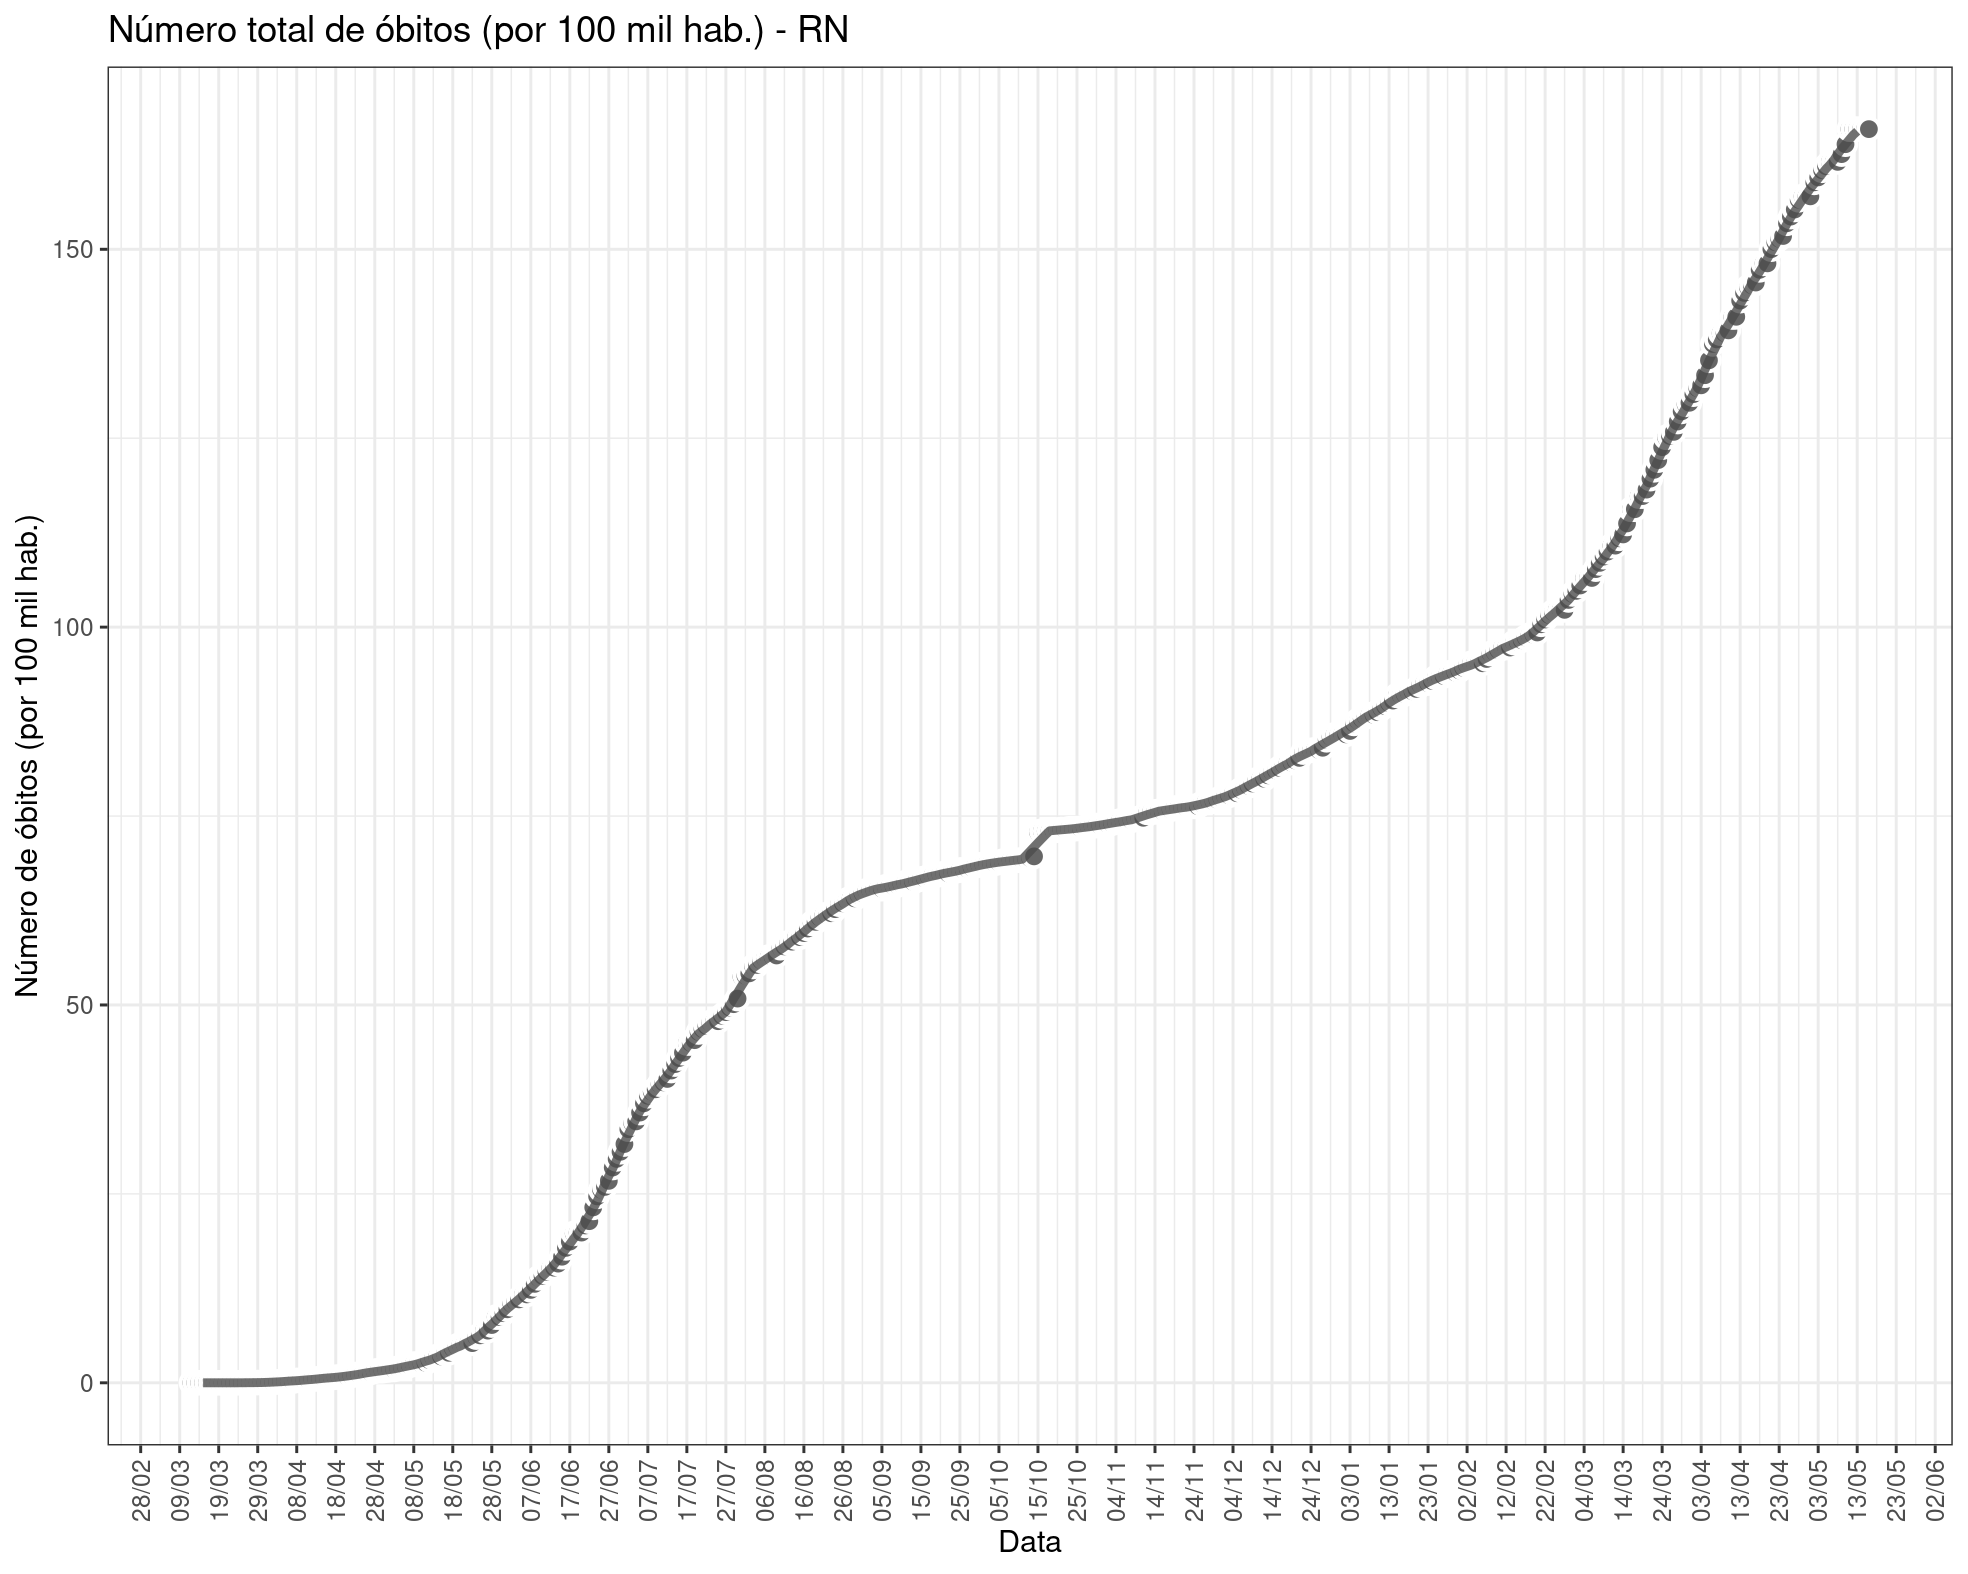 Número total de óbitos (por 100 mil hab.) - RN
Número de óbitos (por 100 mil hab.)
150
100
50
0
28/02 09/03 19/03 29/03 08/04 18/04 28/04 08/05 18/05 28/05 07/06 17/06 27/06 07/07 17/07 27/07 06/08 16/08 26/08 05/09 15/09 25/09 05/10 15/10 25/10 04/11 14/11 24/11 04/12 14/12 24/12 03/01 13/01 23/01 02/02 12/02 22/02 04/03 14/03 24/03 03/04 13/04 23/04 03/05 13/05 23/05 02/06
Data